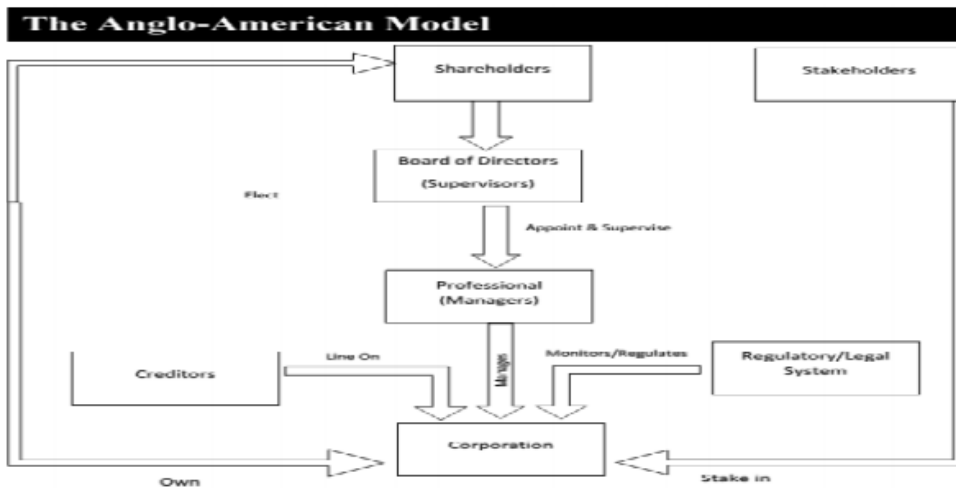 The Anglo-American Model
Shareholders
Stakeholders
Board of Directors
(Supervisors)
Elect
Appoint & Supervise
Professional
(Managers)
Line On
Manages
Monitors/Regulates
Creditors
Regulatory/Legal
System
Corporation
Own
Stake in